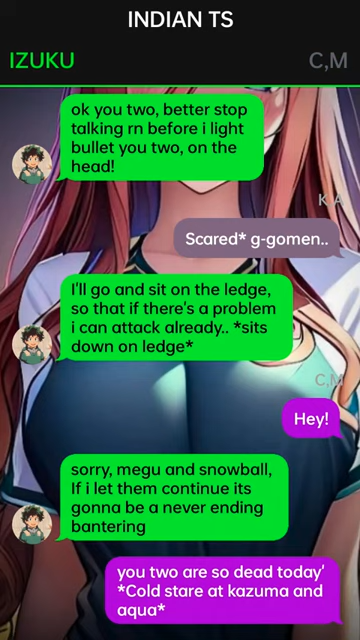 INDIAN TS
IZUKU
C,M
ok you two, better stop
talking rn before i light
bullet you two, on the
head!
K A
Scared* g-gomen..
I'll go and sit on the ledge,
so that if there's a problem
i can attack already.. *sits
down on ledge*
C,M
Hey!
sorry, megu and snowball,
If i let them continue its
gonna be a never ending
bantering
you two are so dead today'
*Cold stare at kazuma and
aqua*